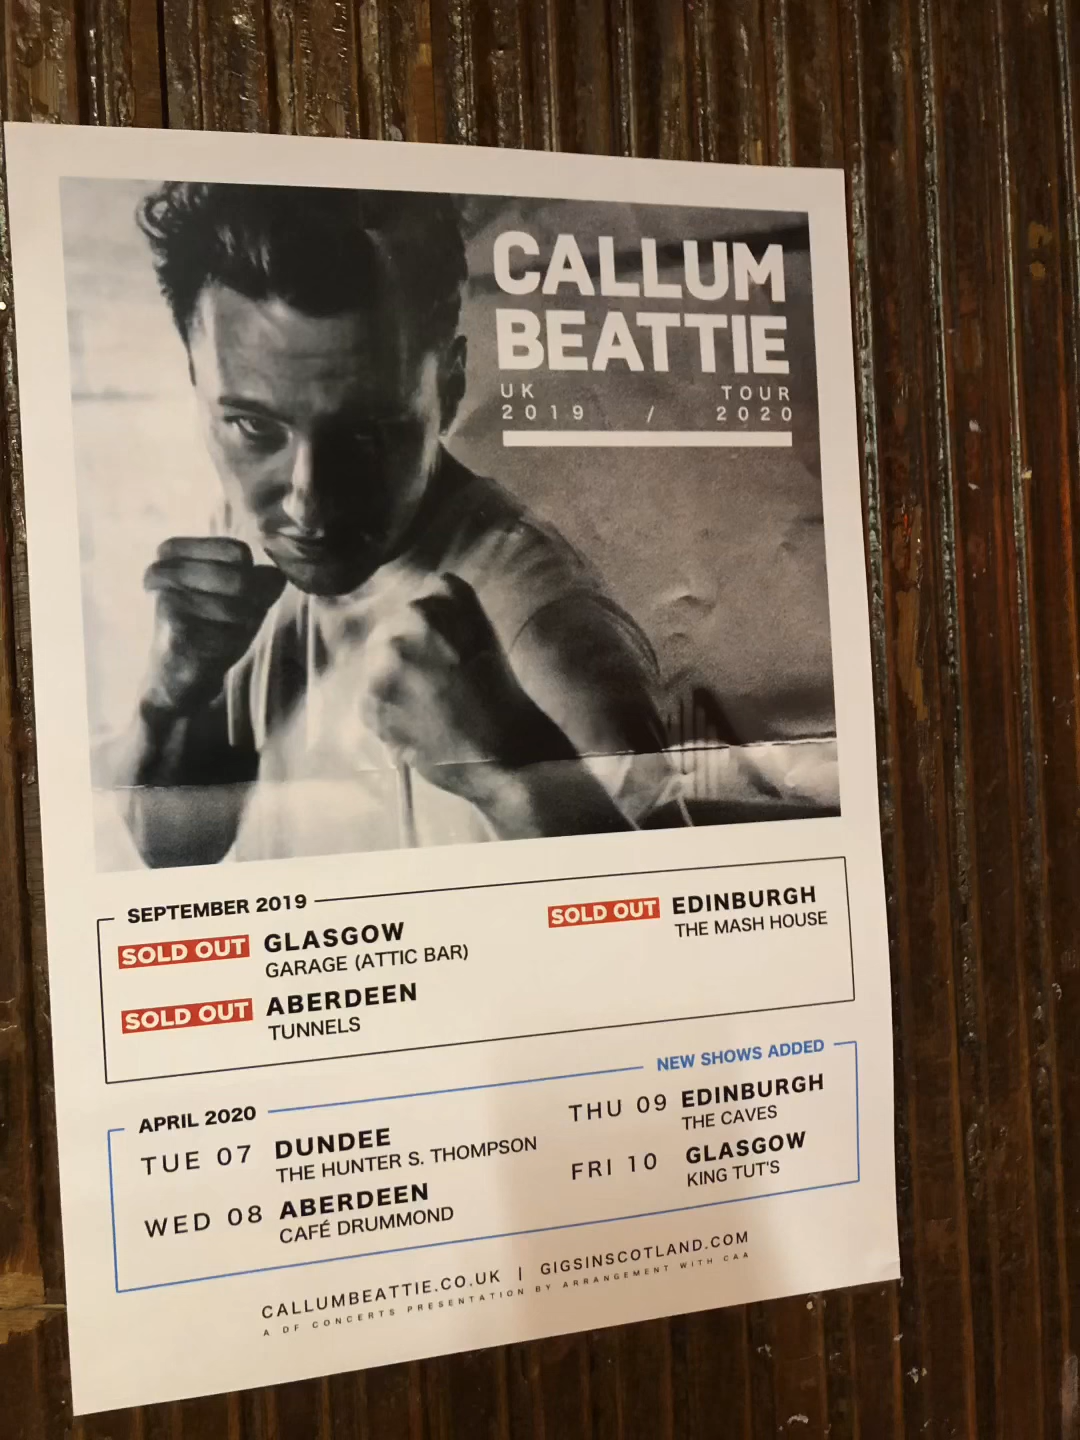 CALLUM
BEATTIE
UK TOUR
2019 / 2020
SEPTEMBER 2019
SOLD OUT GLASGOW
GARAGE (ATTIC BAR)
SOLD OUT ABERDEEN
TUNNELS
SOLD OUT EDINBURGH
THE MASH HOUSE
NEW SHOWS ADDED
APRIL 2020
TUE 07 DUNDEE
THE HUNTER S. THOMPSON
WED 08 ABERDEEN
CAFÉ DRUMMOND
THU 09 EDINBURGH
THE CAVES
FRI 10 GLASGOW
KING TUT'S
CALLUMBEATTIE.CO.UK | GIGSINSCOTLAND.COM
A DF CONCERTS PRESENTATION BY ARRANGEMENT WITH CAA